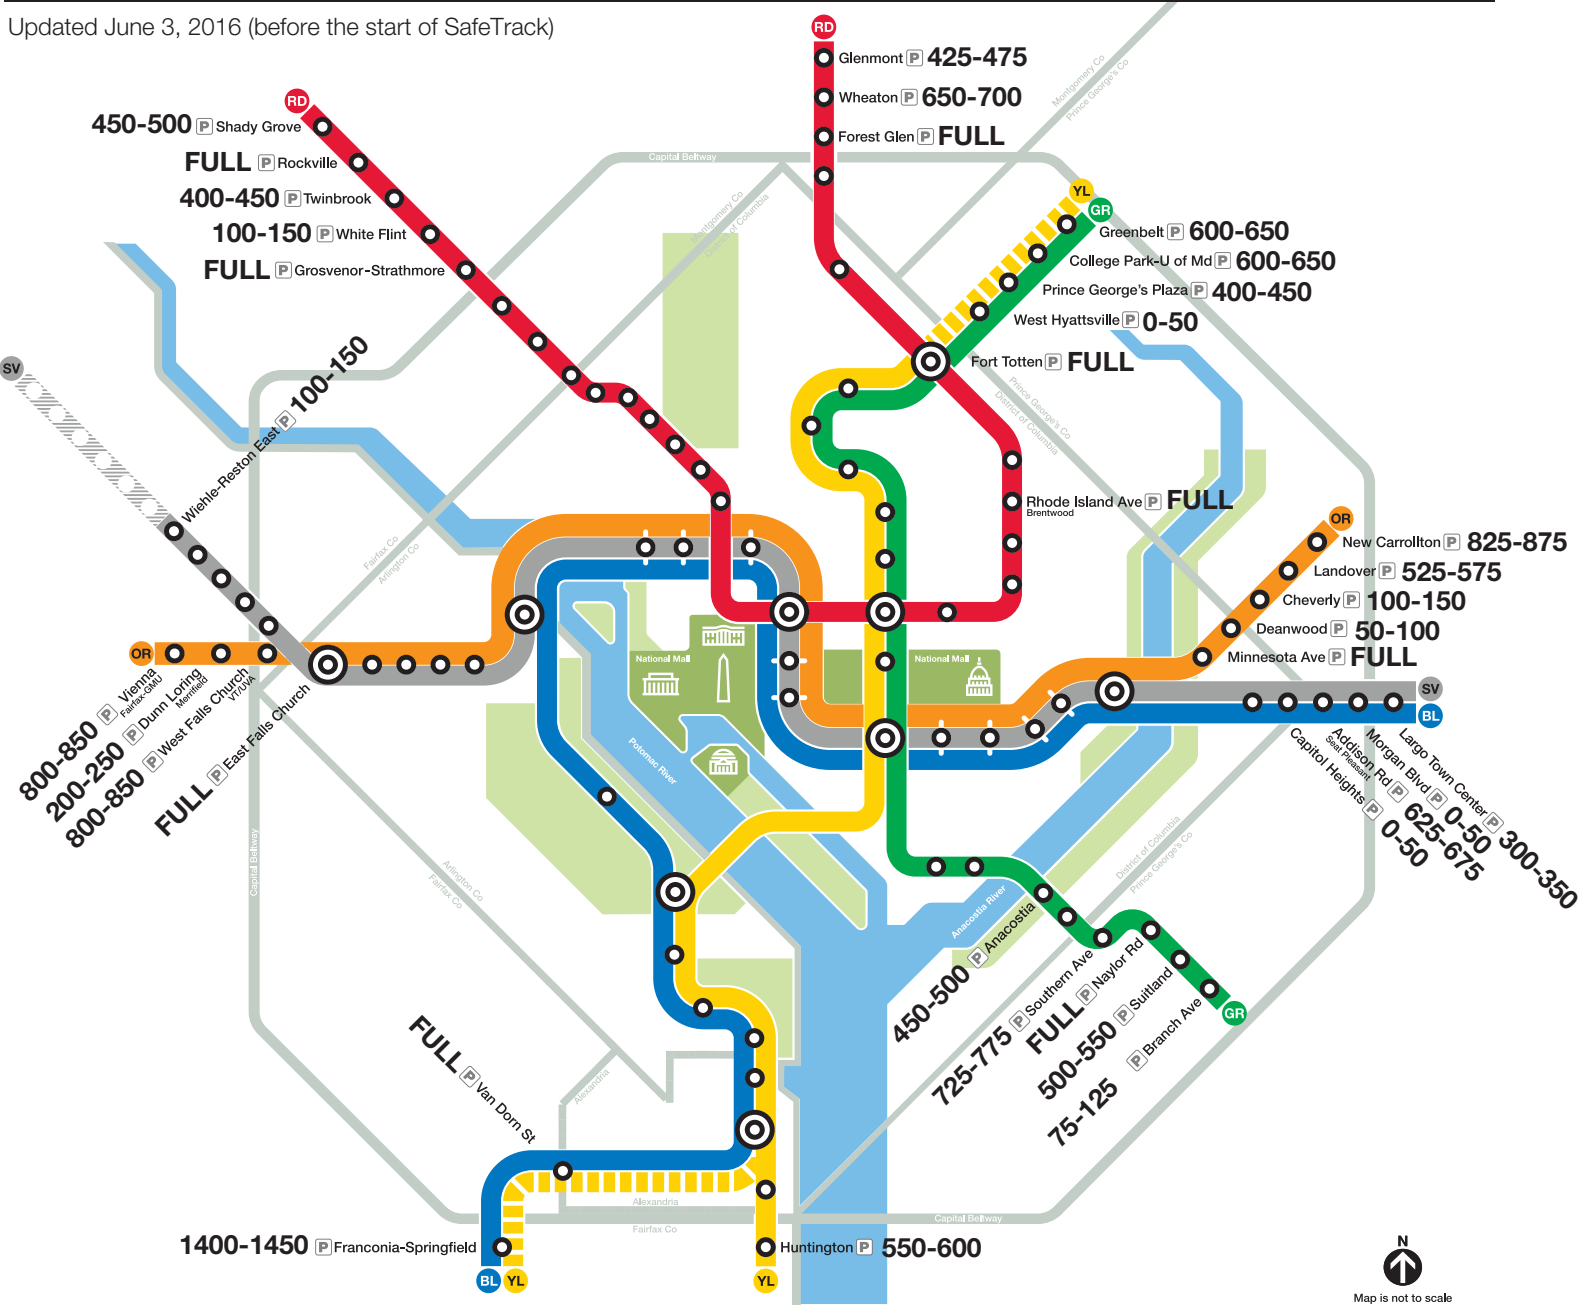 Updated June 3, 2016 (before the start of SafeTrack)
RD
Glenmont P 425-475
Wheaton P 650-700
Forest Glen P FULL
RD
450-500 P Shady Grove
FULL P Rockville
400-450 P Twinbrook
100-150 P White Flint
FULL P Grosvenor-Strathmore
Capital Beltway
Montgomery Co
Prince George's Co
Montgomery Co
District of Columbia
YL
GR
Greenbelt P 600-650
College Park-U of Md P 600-650
Prince George's Plaza P 400-450
West Hyattsville P 0-50
Fort Totten P FULL
Prince George's Co
District of Columbia
SV
Wiehle-Reston East P 100-150
Fairfax Co
Arlington Co
Rhode Island Ave P FULL
Brentwood
OR
New Carrollton P 825-875
Landover P 525-575
Cheverly P 100-150
Deanwood P 50-100
Minnesota Ave P FULL
OR
800-850 P Vienna
Fairfax-GMU
200-250 P Dunn Loring
Merrifield
800-850 P West Falls Church
VT/UVA
FULL P East Falls Church
National Mall
National Mall
SV
BL
Capitol Heights P 0-50
Addison Rd P 625-675
Seat Pleasant
Morgan Blvd P 0-50
Largo Town Center P 300-350
Potomac River
Capital Beltway
Arlington Co
Fairfax Co
District of Columbia
Prince George's Co
Anacostia River
450-500 P Anacostia
725-775 P Southern Ave
FULL P Naylor Rd
500-550 P Suitland
75-125 P Branch Ave
GR
FULL P Van Dorn St
Alexandria
Alexandria
Fairfax Co
Capital Beltway
1400-1450 P Franconia-Springfield
Huntington P 550-600
BL
YL
YL
N
Map is not to scale